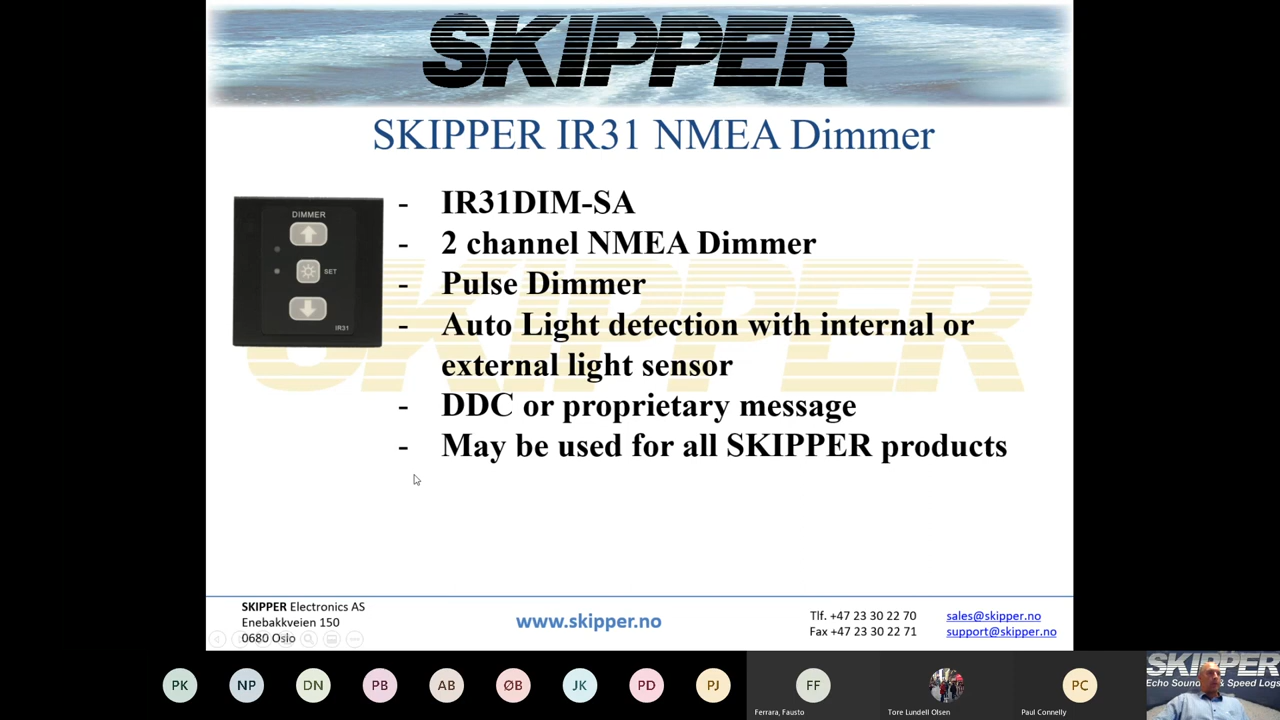 SKIPPER
SKIPPER IR31 NMEA Dimmer
DIMMER
SET
IR31
- IR31DIM-SA
- 2 channel NMEA Dimmer
- Pulse Dimmer
- Auto Light detection with internal or
external light sensor
- DDC or proprietary message
- May be used for all SKIPPER products
SKIPPER
SKIPPER Electronics AS
Enebakkveien 150
0680 Oslo
www.skipper.no
Tlf. +47 23 30 22 70
Fax +47 23 30 22 71
sales@skipper.no
support@skipper.no
PK NP DN PB AB ØB JK PD PJ FF PC
Ferrara, Fausto
Tore Lundell Olsen
Paul Connelly
SKIPPER
Echo Sound & Speed Logs